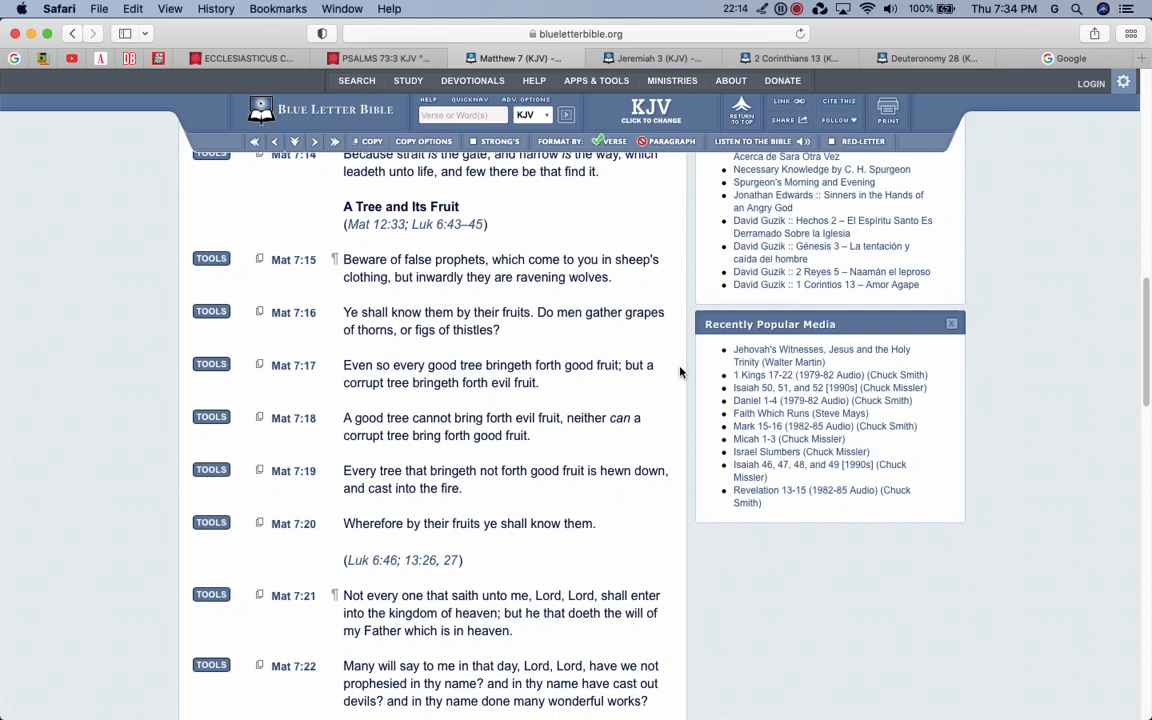 Safari File Edit View History Bookmarks Window Help 22:14 100% Thu 7:34 PM G
blueletterbible.org
ECCLESIASTICUS C... PSALMS 73:3 KJV "... Matthew 7 (KJV) -... Jeremiah 3 (KJV) -... 2 Corinthians 13 (K... Deuteronomy 28 (K... Google
SEARCH STUDY DEVOTIONALS HELP APPS & TOOLS MINISTRIES ABOUT DONATE LOGIN
BLUE LETTER BIBLE
HELP QUICKNAV ADV. OPTIONS
Verse or Word(s) KJV
KJV
CLICK TO CHANGE
RETURN
TO TOP
LINK CITE THIS
SHARE FOLLOW
PRINT
COPY COPY OPTIONS STRONG'S FORMAT BY: VERSE PARAGRAPH LISTEN TO THE BIBLE RED-LETTER
TOOLS Mat 7:14 Because strait is the gate, and narrow is the way, which
leadeth unto life, and few there be that find it.
A Tree and Its Fruit
(Mat 12:33; Luk 6:43–45)
TOOLS Mat 7:15 ¶ Beware of false prophets, which come to you in sheep's
clothing, but inwardly they are ravening wolves.
TOOLS Mat 7:16 Ye shall know them by their fruits. Do men gather grapes
of thorns, or figs of thistles?
TOOLS Mat 7:17 Even so every good tree bringeth forth good fruit; but a
corrupt tree bringeth forth evil fruit.
TOOLS Mat 7:18 A good tree cannot bring forth evil fruit, neither can a
corrupt tree bring forth good fruit.
TOOLS Mat 7:19 Every tree that bringeth not forth good fruit is hewn down,
and cast into the fire.
TOOLS Mat 7:20 Wherefore by their fruits ye shall know them.
(Luk 6:46; 13:26, 27)
TOOLS Mat 7:21 ¶ Not every one that saith unto me, Lord, Lord, shall enter
into the kingdom of heaven; but he that doeth the will of
my Father which is in heaven.
TOOLS Mat 7:22 Many will say to me in that day, Lord, Lord, have we not
prophesied in thy name? and in thy name have cast out
devils? and in thy name done many wonderful works?
Acerca de Sara Otra Vez
Necessary Knowledge by C. H. Spurgeon
Spurgeon's Morning and Evening
Jonathan Edwards :: Sinners in the Hands of
an Angry God
David Guzik :: Hechos 2 – El Espíritu Santo Es
Derramado Sobre la Iglesia
David Guzik :: Génesis 3 – La tentación y
caída del hombre
David Guzik :: 2 Reyes 5 – Naamán el leproso
David Guzik :: 1 Corintios 13 – Amor Agape
Recently Popular Media
Jehovah's Witnesses, Jesus and the Holy
Trinity (Walter Martin)
1 Kings 17-22 (1979-82 Audio) (Chuck Smith)
Isaiah 50, 51, and 52 [1990s] (Chuck Missler)
Daniel 1-4 (1979-82 Audio) (Chuck Smith)
Faith Which Runs (Steve Mays)
Mark 15-16 (1982-85 Audio) (Chuck Smith)
Micah 1-3 (Chuck Missler)
Israel Slumbers (Chuck Missler)
Isaiah 46, 47, 48, and 49 [1990s] (Chuck
Missler)
Revelation 13-15 (1982-85 Audio) (Chuck
Smith)